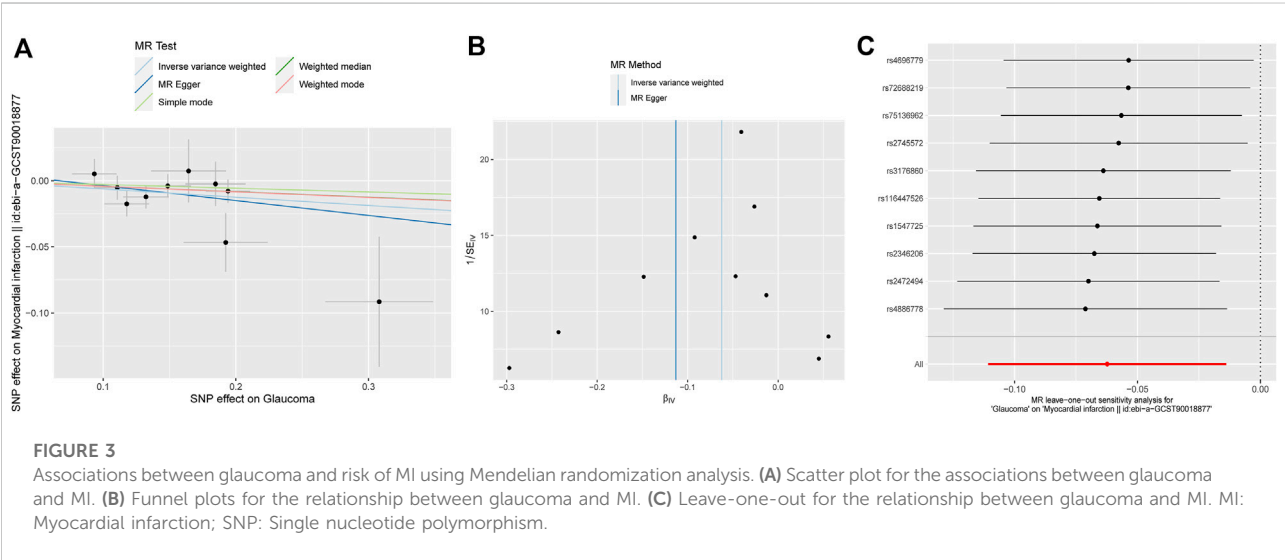 A
MR Test
Inverse variance weighted
Weighted median
MR Egger
Weighted mode
Simple mode
SNP effect on Myocardial infarction || id:ebi-a-GCST90018877
0.00
-0.05
-0.10
0.1
0.2
0.3
SNP effect on Glaucoma
B
MR Method
Inverse variance weighted
MR Egger
1/SEIV
20
15
10
-0.3
-0.2
-0.1
0.0
βIV
C
rs4696779
rs72688219
rs75136962
rs2745572
rs3176860
rs116447526
rs1547725
rs2346206
rs2472494
rs4886778
All
-0.10
-0.05
0.00
MR leave-one-out sensitivity analysis for
'Glaucoma' on 'Myocardial infarction || id:ebi-a-GCST90018877'
FIGURE 3
Associations between glaucoma and risk of MI using Mendelian randomization analysis. (A) Scatter plot for the associations between glaucoma
and MI. (B) Funnel plots for the relationship between glaucoma and MI. (C) Leave-one-out for the relationship between glaucoma and MI. MI:
Myocardial infarction; SNP: Single nucleotide polymorphism.